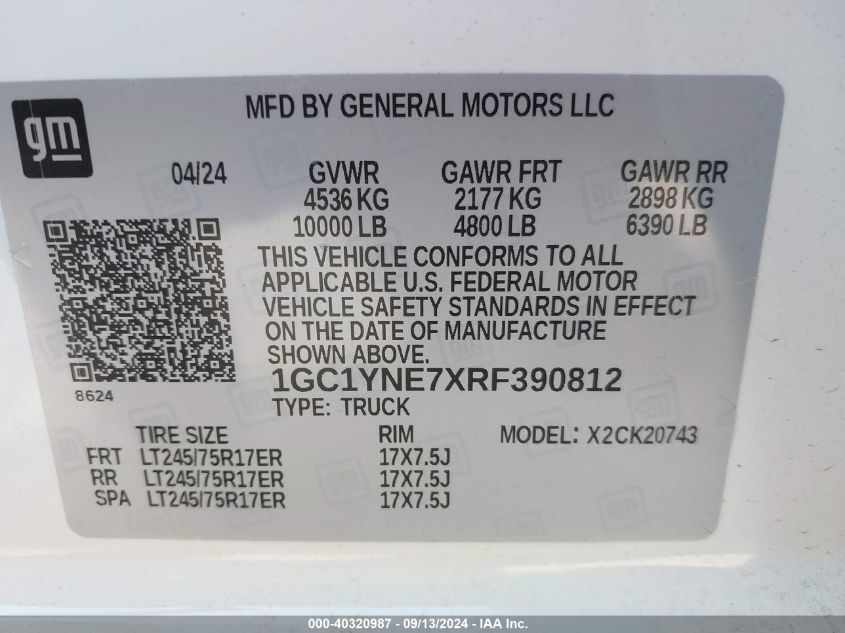 gm
MFD BY GENERAL MOTORS LLC
04/24 GVWR GAWR FRT GAWR RR
4536 KG 2177 KG 2898 KG
10000 LB 4800 LB 6390 LB
THIS VEHICLE CONFORMS TO ALL
APPLICABLE U.S. FEDERAL MOTOR
VEHICLE SAFETY STANDARDS IN EFFECT
ON THE DATE OF MANUFACTURE
SHOWN ABOVE.
1GC1YNE7XRF390812
8624
TYPE: TRUCK
TIRE SIZE RIM MODEL: X2CK20743
FRT LT245/75R17ER 17X7.5J
RR LT245/75R17ER 17X7.5J
SPA LT245/75R17ER 17X7.5J
000-40320987 - 09/13/2024 - IAA Inc.